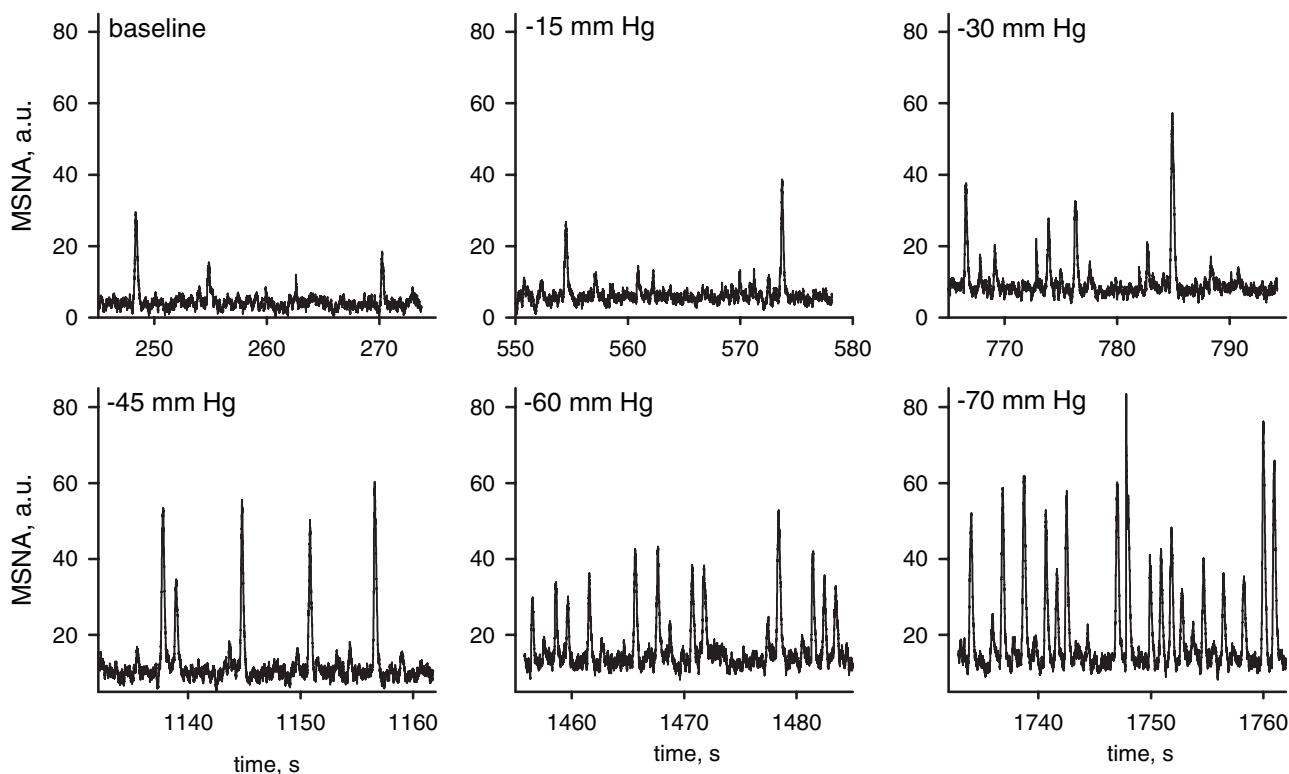 MSNA, a.u.
80
60
40
20
0
baseline
250 260 270
80
60
40
20
0
-15 mm Hg
550 560 570 580
80
60
40
20
0
-30 mm Hg
770 780 790
MSNA, a.u.
80
60
40
20
-45 mm Hg
1140 1150 1160
time, s
80
60
40
20
-60 mm Hg
1460 1470 1480
time, s
80
60
40
20
-70 mm Hg
1740 1750 1760
time, s